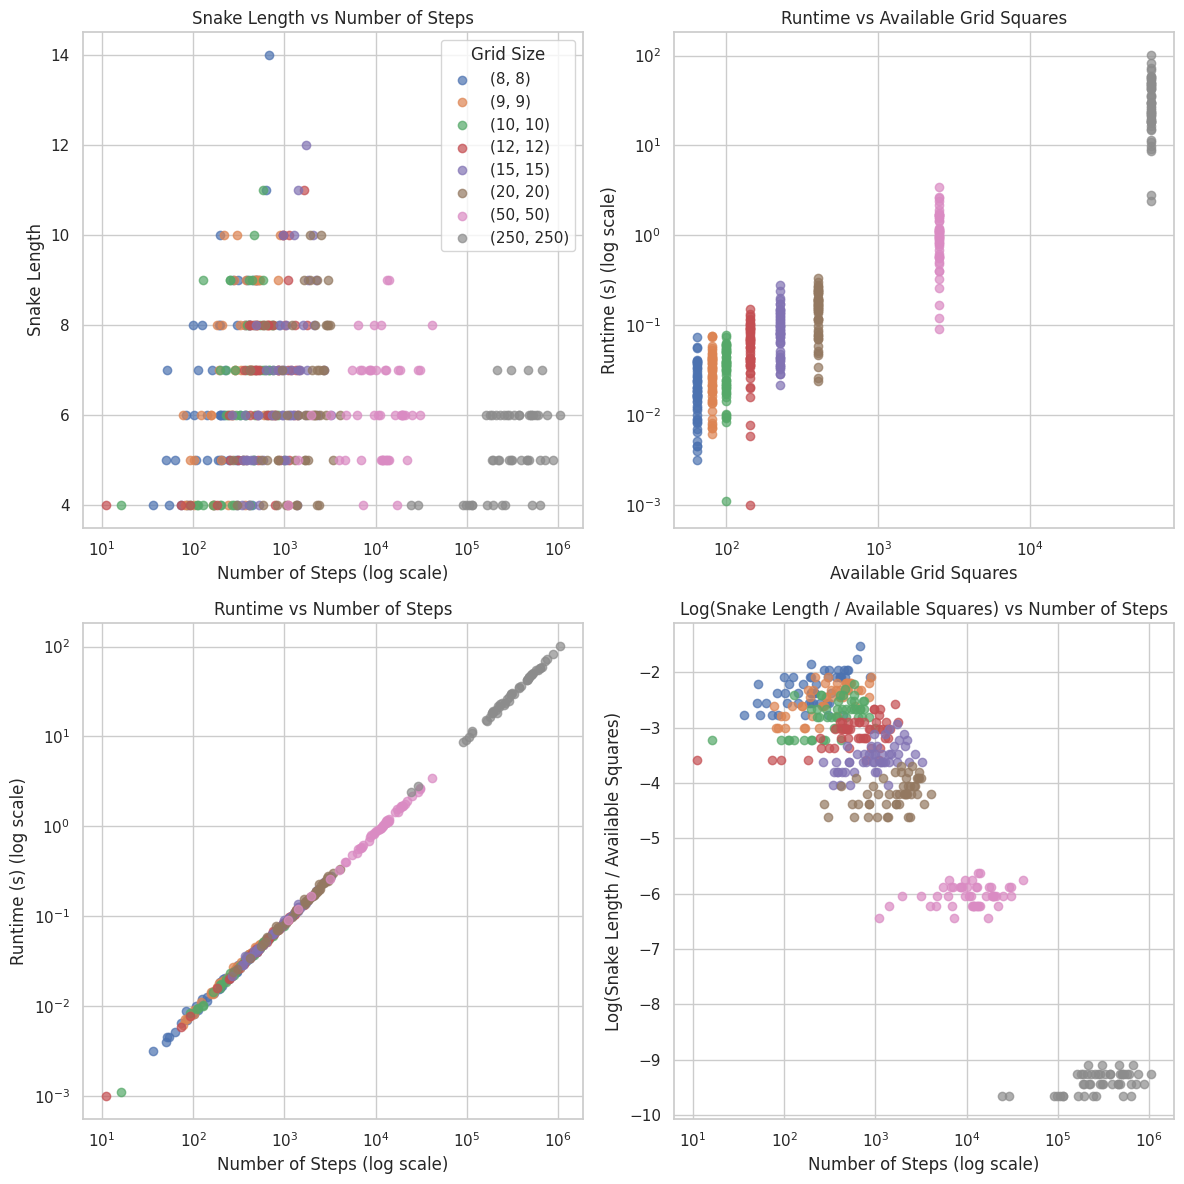 Snake Length vs Number of Steps
14
12
10
8
6
4
Snake Length
Grid Size
(8, 8)
(9, 9)
(10, 10)
(12, 12)
(15, 15)
(20, 20)
(50, 50)
(250, 250)
10¹ 10² 10³ 10⁴ 10⁵ 10⁶
Number of Steps (log scale)
Runtime vs Available Grid Squares
10²
10¹
10⁰
10⁻¹
10⁻²
10⁻³
Runtime (s) (log scale)
10² 10³ 10⁴
Available Grid Squares
Runtime vs Number of Steps
10²
10¹
10⁰
10⁻¹
10⁻²
10⁻³
Runtime (s) (log scale)
10¹ 10² 10³ 10⁴ 10⁵ 10⁶
Number of Steps (log scale)
Log(Snake Length / Available Squares) vs Number of Steps
−2
−3
−4
−5
−6
−7
−8
−9
−10
Log(Snake Length / Available Squares)
10¹ 10² 10³ 10⁴ 10⁵ 10⁶
Number of Steps (log scale)